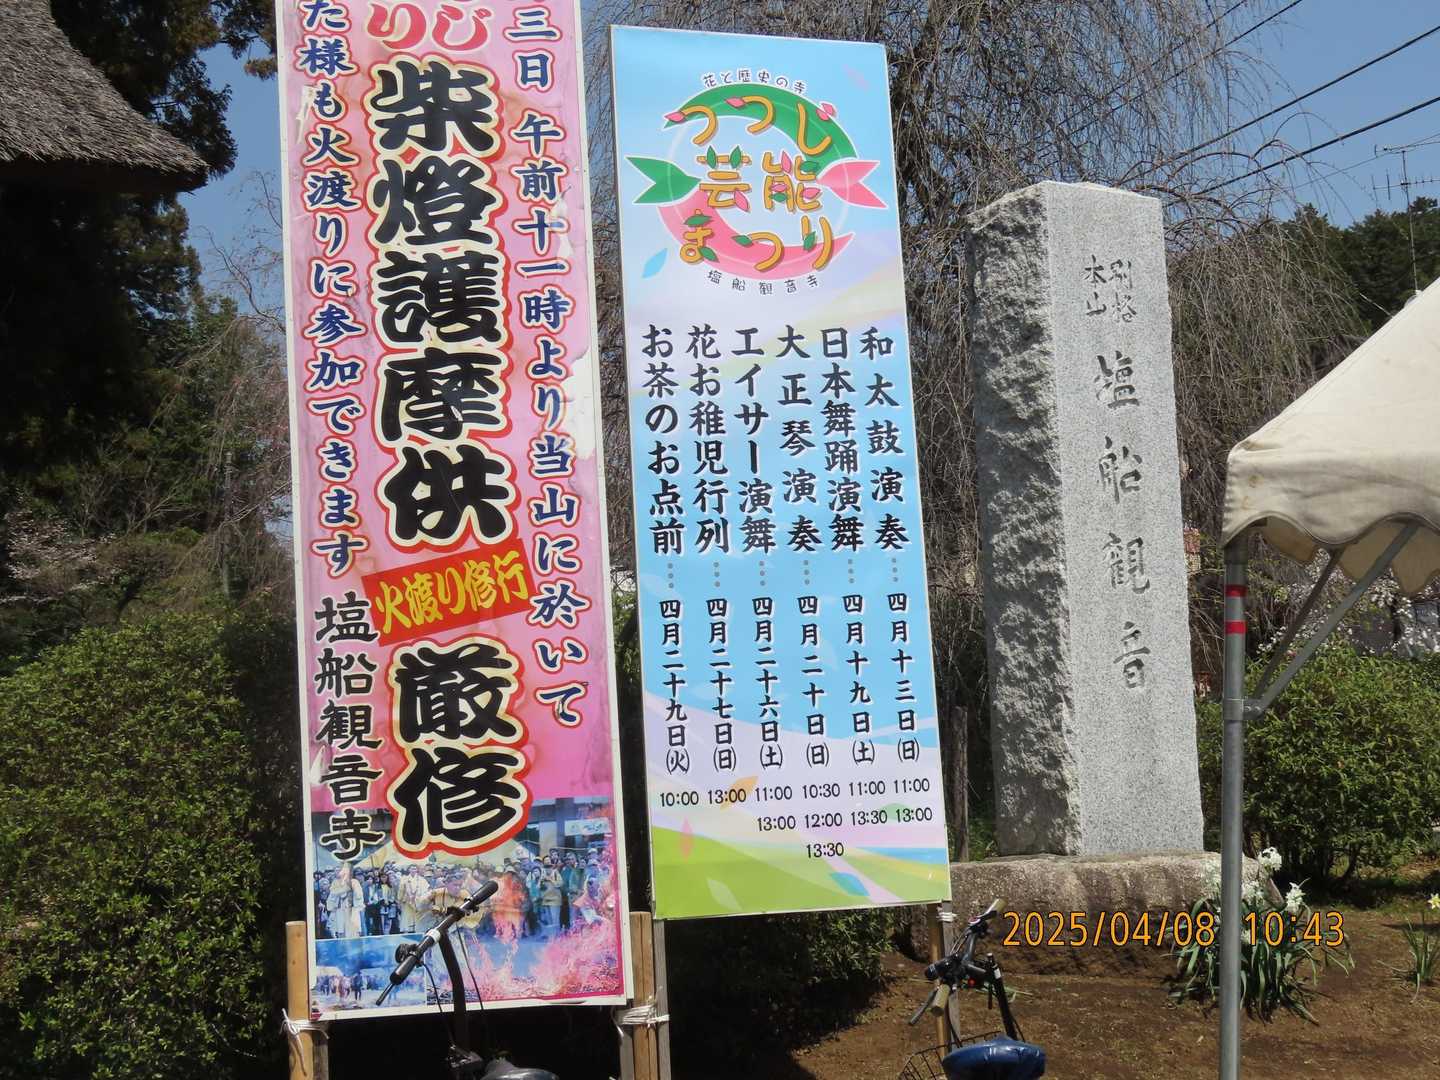 三日 午前十一時より当山に於いて
りじ
柴燈護摩供
火渡り修行
厳修
た様も火渡りに参加できます
塩船観音寺
花と歴史の寺
つつじ
芸能
まつり
塩船観音寺
和太鼓演奏……四月十三日(日) 11:00 13:00
日本舞踊演舞……四月十九日(土) 11:00 13:30
大正琴演奏……四月二十日(日) 10:30 12:00 13:30
エイサー演舞……四月二十六日(土) 11:00 13:00
花お稚児行列……四月二十七日(日) 13:00
お茶のお点前……四月二十九日(火) 10:00
別格
本山
塩船観音
2025/04/08 10:43